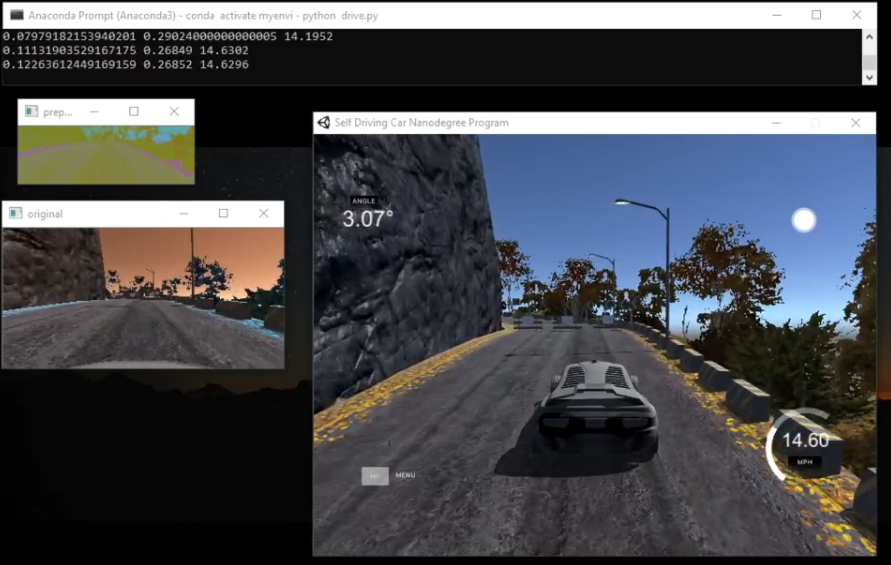 Anaconda Prompt (Anaconda3) - conda activate myenvi - python drive.py
0.07979182153940201 0.29024000000000005 14.1952
0.11131903529167175 0.26849 14.6302
0.12263612449169159 0.26852 14.6296
prep...
Self Driving Car Nanodegree Program
original
ANGLE
3.07°
14.60
MPH
MENU